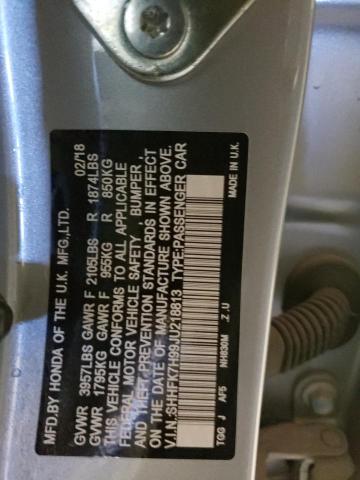 MFD.BY HONDA OF THE U.K. MFG.,LTD. 02/18
GVWR 3957LBS GAWR F 2105LBS R 1874LBS
GVWR 1795KG GAWR F 955KG R 850KG
THIS VEHICLE CONFORMS TO ALL APPLICABLE
FEDERAL MOTOR VEHICLE SAFETY , BUMPER ,
& THEFT PREVENTION STANDARDS IN EFFECT
ON THE DATE OF MANUFACTURE SHOWN ABOVE.
V.I.N.:SHHFK7H99JU218813 TYPE:PASSENGER CAR
TGG J AF5 NH830M .Z .U MADE IN U.K.